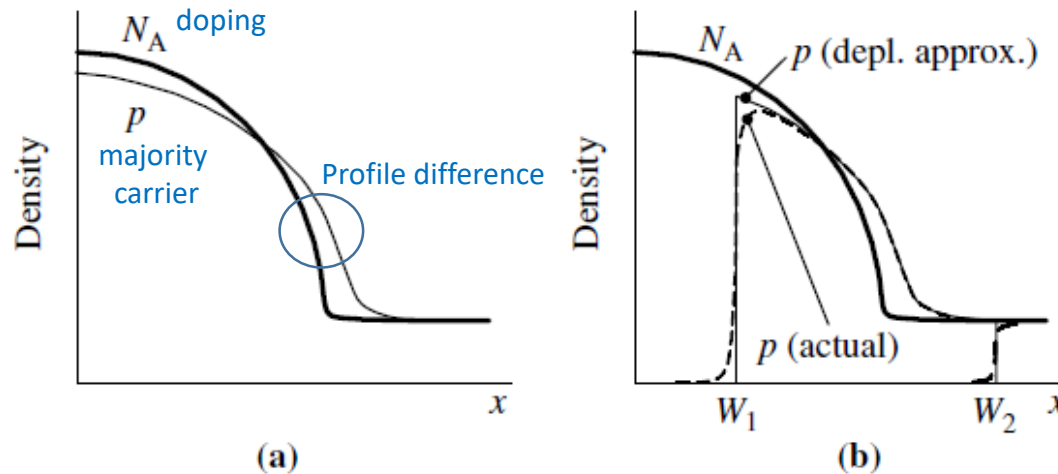 N_A doping
p
majority
carrier
Profile difference
Density
x
(a)
N_A
p (depl. approx.)
p (actual)
Density
W_1
W_2
x
(b)